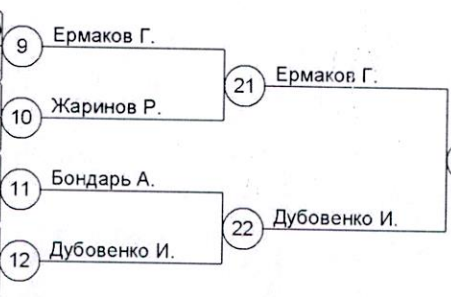 9 Ермаков Г.
21 Ермаков Г.
10 Жаринов Р.
11 Бондарь А.
22 Дубовенко И.
12 Дубовенко И.